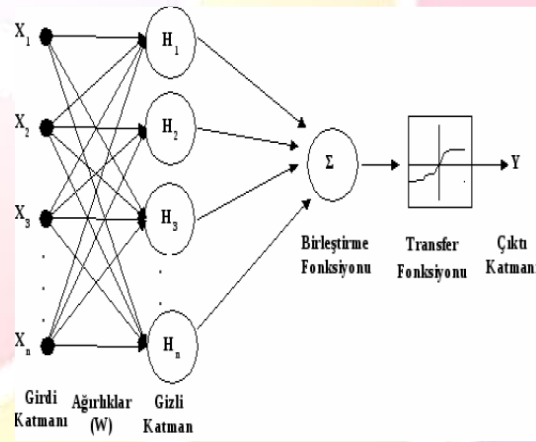 X1
H1
X2
H2
Σ
Y
X3
H3
Birleştirme
Fonksiyonu
Transfer
Fonksiyonu
Çıktı
Katmanı
.
.
.
.
.
.
Xn
Hn
Girdi
Katmanı
Ağırlıklar
(W)
Gizli
Katman